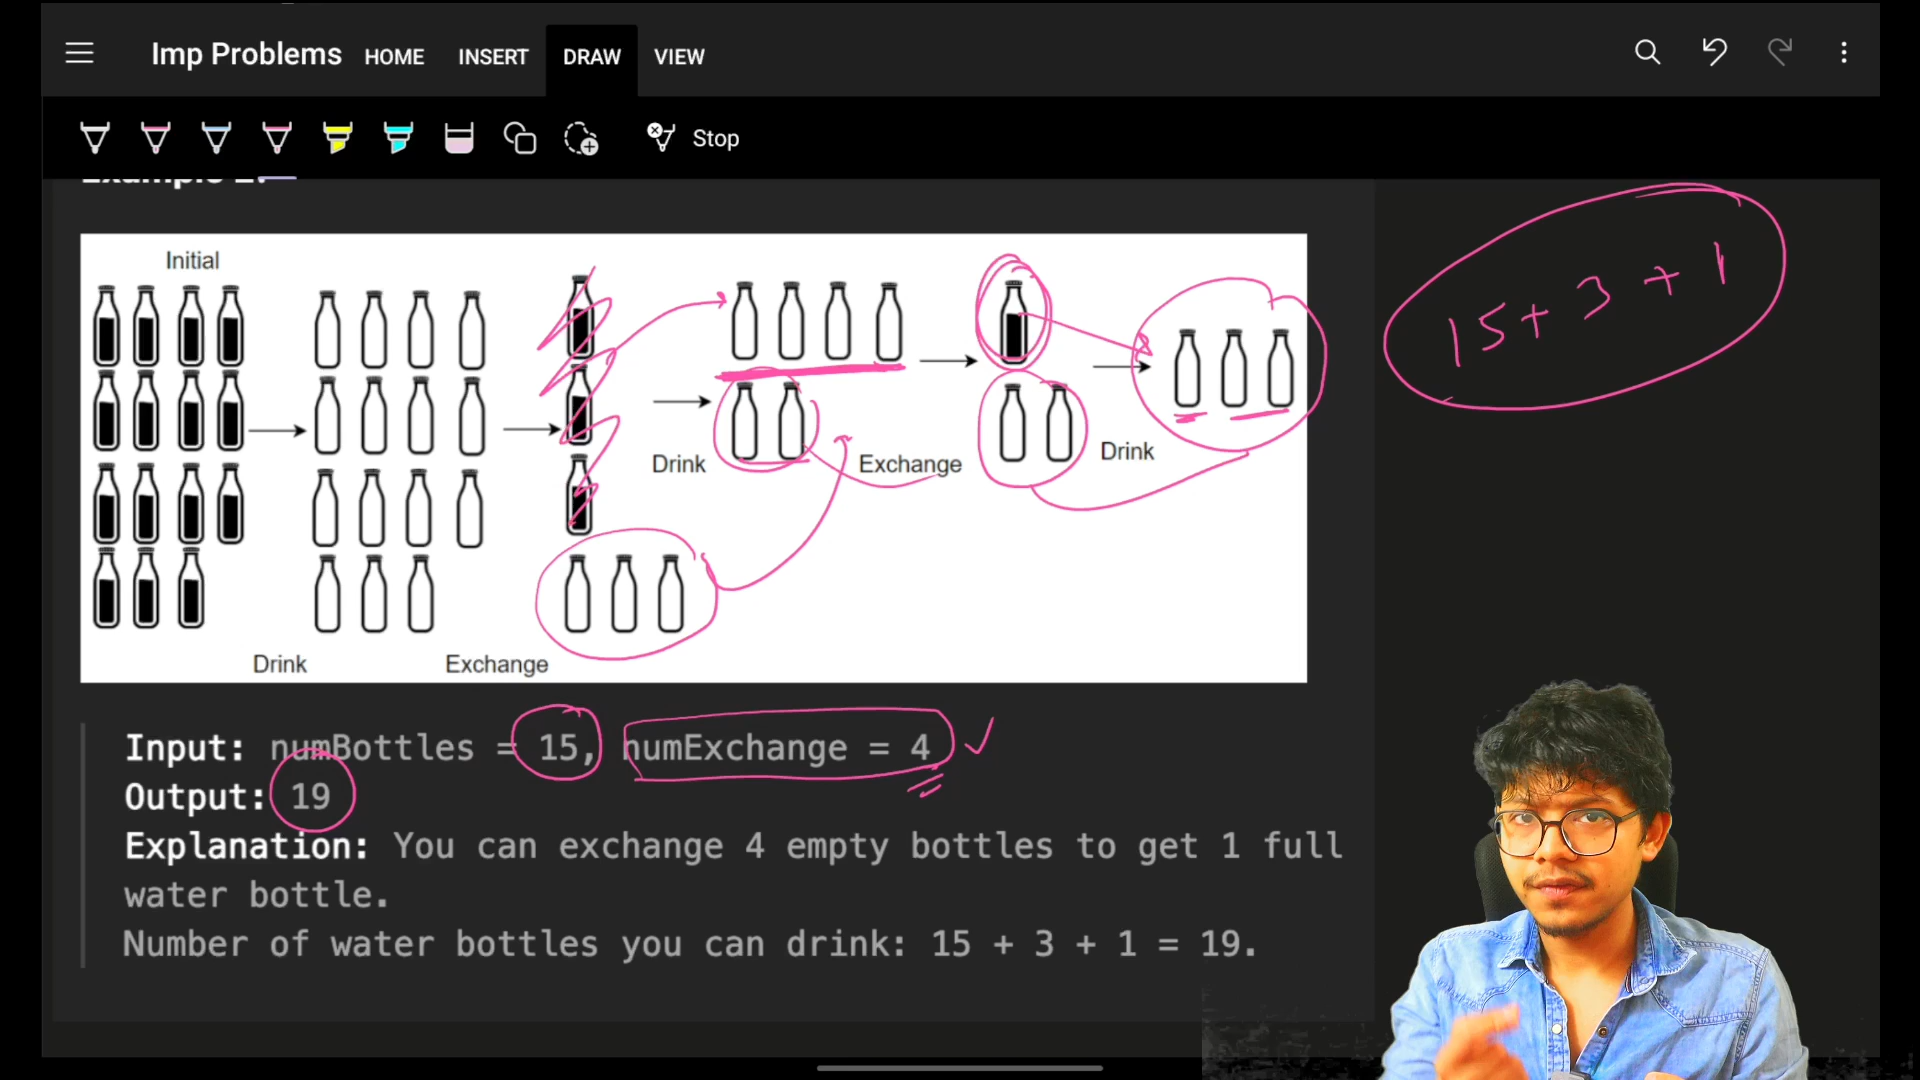 Imp Problems HOME INSERT DRAW VIEW
Stop
15 + 3 + 1
Initial
Drink
Exchange
Drink
Drink
Exchange
Input: numBottles = 15, numExchange = 4
Output: 19
Explanation: You can exchange 4 empty bottles to get 1 full
water bottle.
Number of water bottles you can drink: 15 + 3 + 1 = 19.